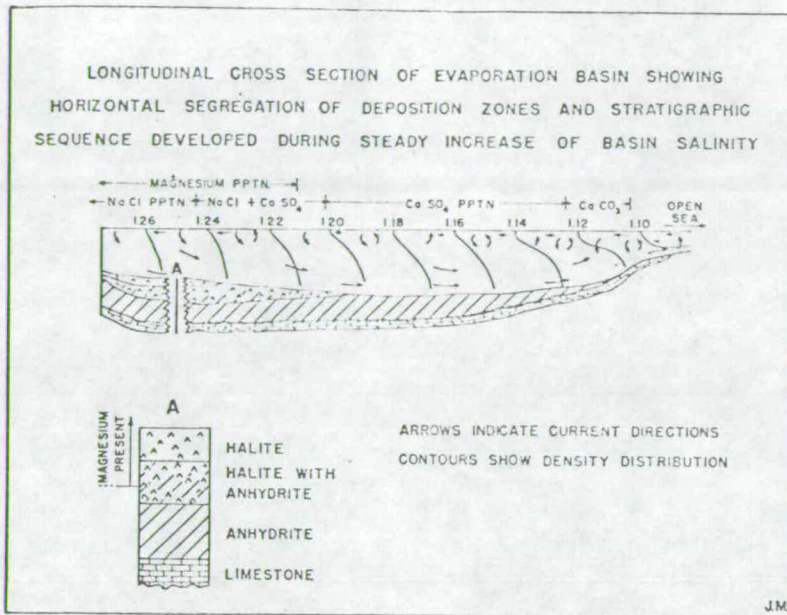 LONGITUDINAL CROSS SECTION OF EVAPORATION BASIN SHOWING
HORIZONTAL SEGREGATION OF DEPOSITION ZONES AND STRATIGRAPHIC
SEQUENCE DEVELOPED DURING STEADY INCREASE OF BASIN SALINITY
MAGNESIUM PPTN.
NaCl PPTN NaCl + CaSO4 CaSO4 PPTN CaCO3 OPEN
SEA
1.26 1.24 1.22 1.20 1.18 1.16 1.14 1.12 1.10
A
A
MAGNESIUM
PRESENT
HALITE
HALITE WITH
ANHYDRITE
ANHYDRITE
LIMESTONE
ARROWS INDICATE CURRENT DIRECTIONS
CONTOURS SHOW DENSITY DISTRIBUTION
J.M.